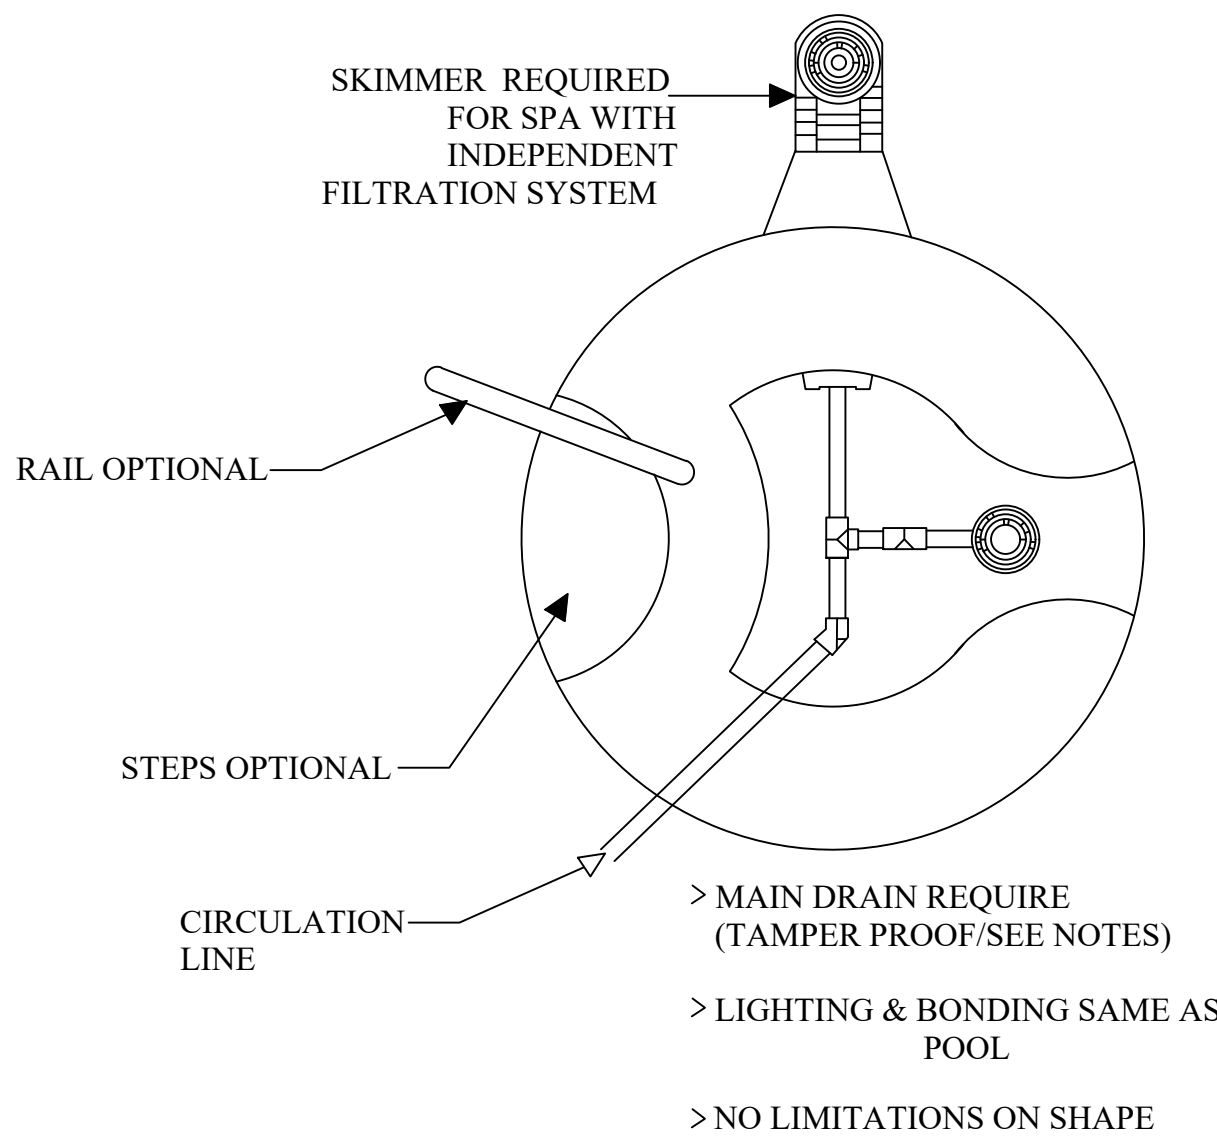 SKIMMER REQUIRED
FOR SPA WITH
INDEPENDENT
FILTRATION SYSTEM
RAIL OPTIONAL
STEPS OPTIONAL
CIRCULATION
LINE
> MAIN DRAIN REQUIRE
(TAMPER PROOF/SEE NOTES)
> LIGHTING & BONDING SAME AS
POOL
> NO LIMITATIONS ON SHAPE